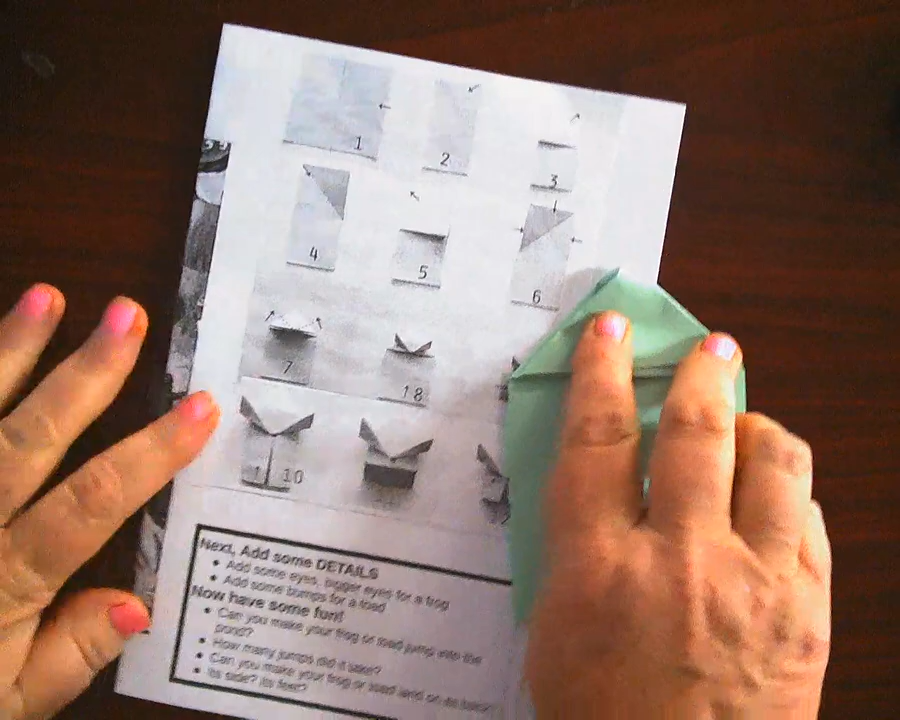 1
2
3
4
5
6
7
18
1 10
Next, Add some DETAILS
• Add some eyes, bigger eyes for a frog
• Add some bumps for a toad
Now have some fun!
• Can you make your frog or toad jump into the
pond?
• How many jumps did it take?
• Can you make your frog or toad land on its back?
• Its side? Its feet?